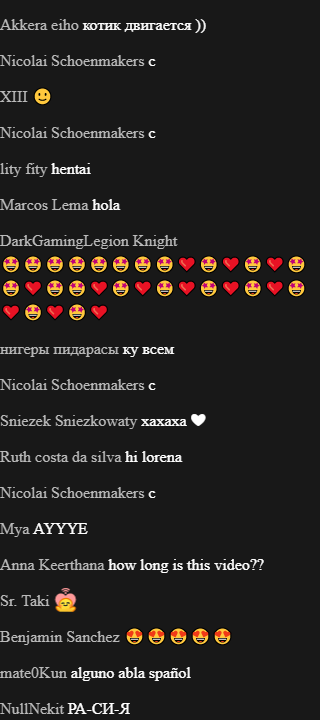 Akkera eiho котик двигается ))
Nicolai Schoenmakers c
XIII 🙂
Nicolai Schoenmakers c
lity fity hentai
Marcos Lema hola
DarkGamingLegion Knight
🤩🤩🤩🤩🤩🤩🤩🤩❤️🤩❤️🤩❤️🤩
🤩❤️🤩🤩❤️🤩❤️🤩❤️🤩❤️🤩❤️🤩
❤️🤩❤️🤩❤️
нигеры пидарасы ку всем
Nicolai Schoenmakers c
Sniezek Sniezkowaty xaxaxa 🤍
Ruth costa da silva hi lorena
Nicolai Schoenmakers c
Mya AYYYE
Anna Keerthana how long is this video??
Sr. Taki
Benjamin Sanchez 😍😍😍😍😍
mate0Kun alguno abla spañol
NullNekit РА-СИ-Я